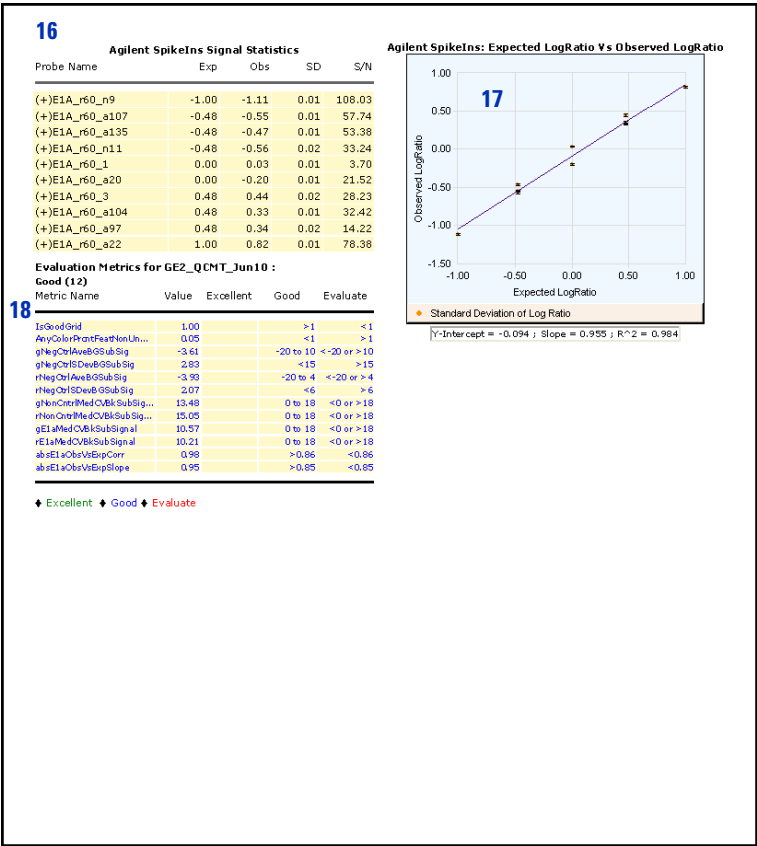 16
Agilent SpikeIns Signal Statistics
Probe Name Exp Obs SD S/N
(+)E1A_r60_n9 -1.00 -1.11 0.01 108.03
(+)E1A_r60_a107 -0.48 -0.55 0.01 57.74
(+)E1A_r60_a135 -0.48 -0.47 0.01 53.38
(+)E1A_r60_n11 -0.48 -0.56 0.02 33.24
(+)E1A_r60_1 0.00 0.03 0.01 3.70
(+)E1A_r60_a20 0.00 -0.20 0.01 21.52
(+)E1A_r60_3 0.48 0.44 0.02 28.23
(+)E1A_r60_a104 0.48 0.33 0.01 32.42
(+)E1A_r60_a97 0.48 0.34 0.02 14.22
(+)E1A_r60_a22 1.00 0.82 0.01 78.38
Agilent SpikeIns: Expected LogRatio Vs Observed LogRatio
17
Observed LogRatio
1.00
0.50
0.00
-0.50
-1.00
-1.50
-1.00 -0.50 0.00 0.50 1.00
Expected LogRatio
Standard Deviation of Log Ratio
Y-Intercept = -0.094 ; Slope = 0.955 ; R^2 = 0.984
Evaluation Metrics for GE2_QCMT_Jun10 :
Good (12)
18
Metric Name Value Excellent Good Evaluate
IsGoodGrid 1.00 >1 <1
AnyColorPrcntFeatNonUn... 0.05 <1 >1
gNegCtrlAveBGSubSig -3.61 -20 to 10 <-20 or >10
gNegCtrlSDevBGSubSig 2.83 <15 >15
rNegCtrlAveBGSubSig -3.93 -20 to 4 <-20 or >4
rNegCtrlSDevBGSubSig 2.07 <6 >6
gNonCntrlMedCVBkSubSig... 13.48 0 to 18 <0 or >18
rNonCntrlMedCVBkSubSig... 15.05 0 to 18 <0 or >18
gE1aMedCVBkSubSignal 10.57 0 to 18 <0 or >18
rE1aMedCVBkSubSignal 10.21 0 to 18 <0 or >18
absE1aObsVsExpCorr 0.98 >0.86 <0.86
absE1aObsVsExpSlope 0.95 >0.85 <0.85
♦ Excellent ♦ Good ♦ Evaluate